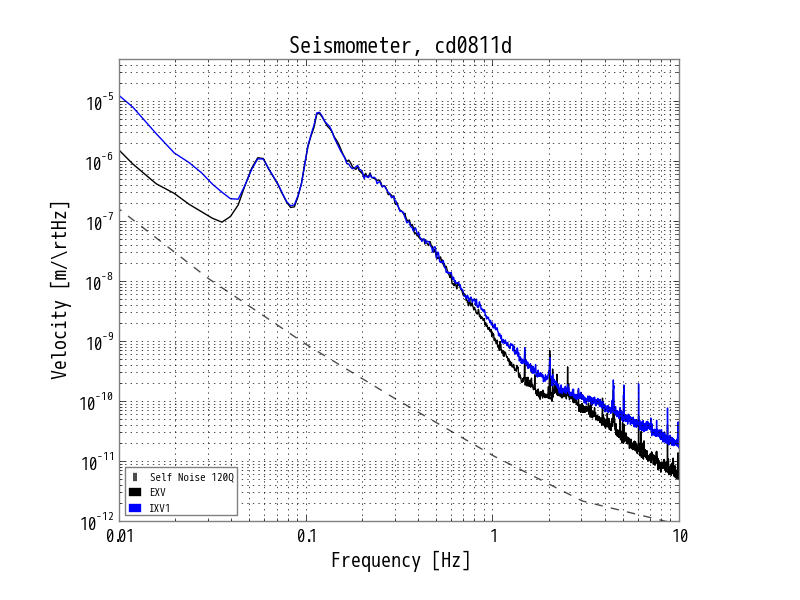 Seismometer, cd0811d
Velocity [m/\rtHz]
10-5
10-6
10-7
10-8
10-9
10-10
10-11
10-12
Self Noise 120Q
EXV
IXV1
0.01 0.1 1 10
Frequency [Hz]